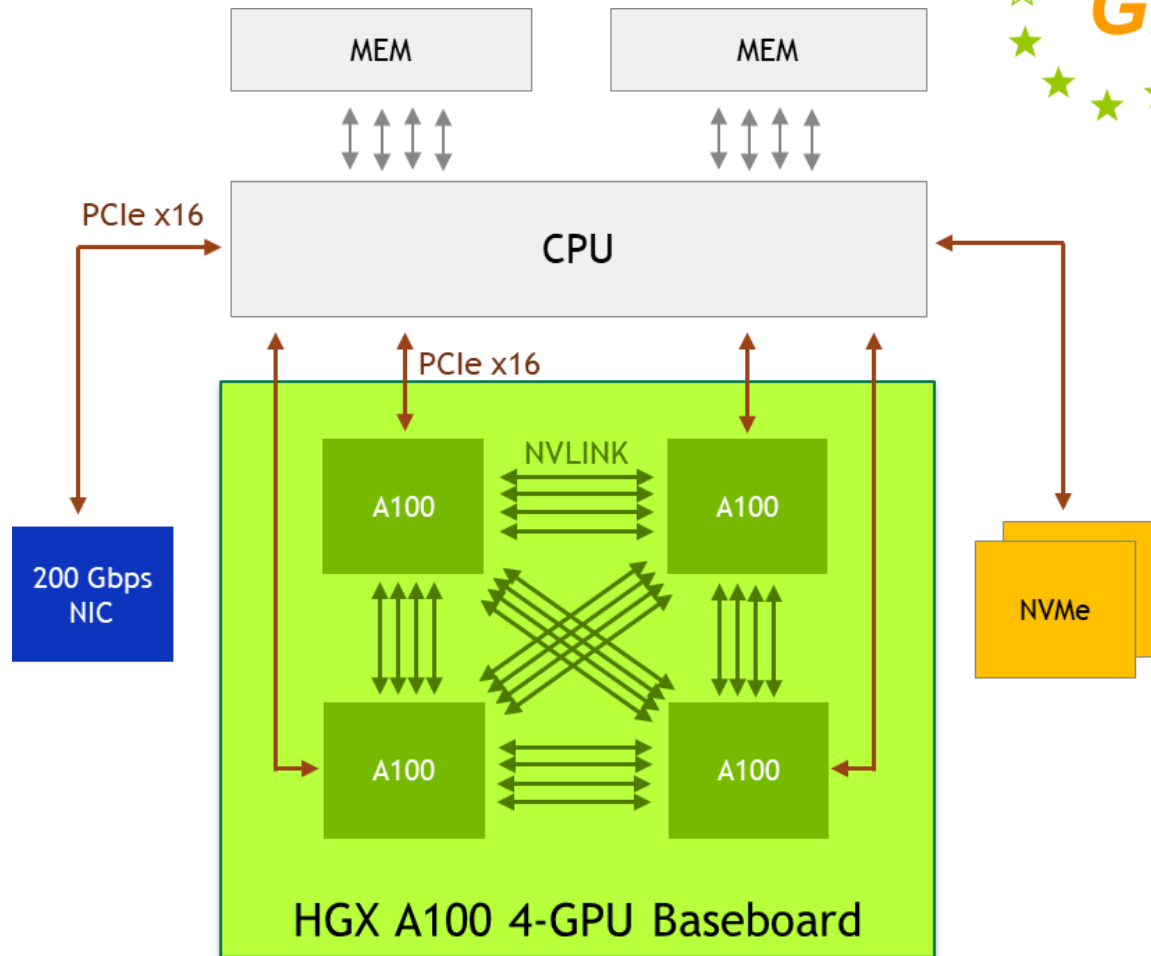 MEM
MEM
PCIe x16
CPU
PCIe x16
NVLINK
A100
A100
200 Gbps
NIC
NVMe
A100
A100
HGX A100 4-GPU Baseboard